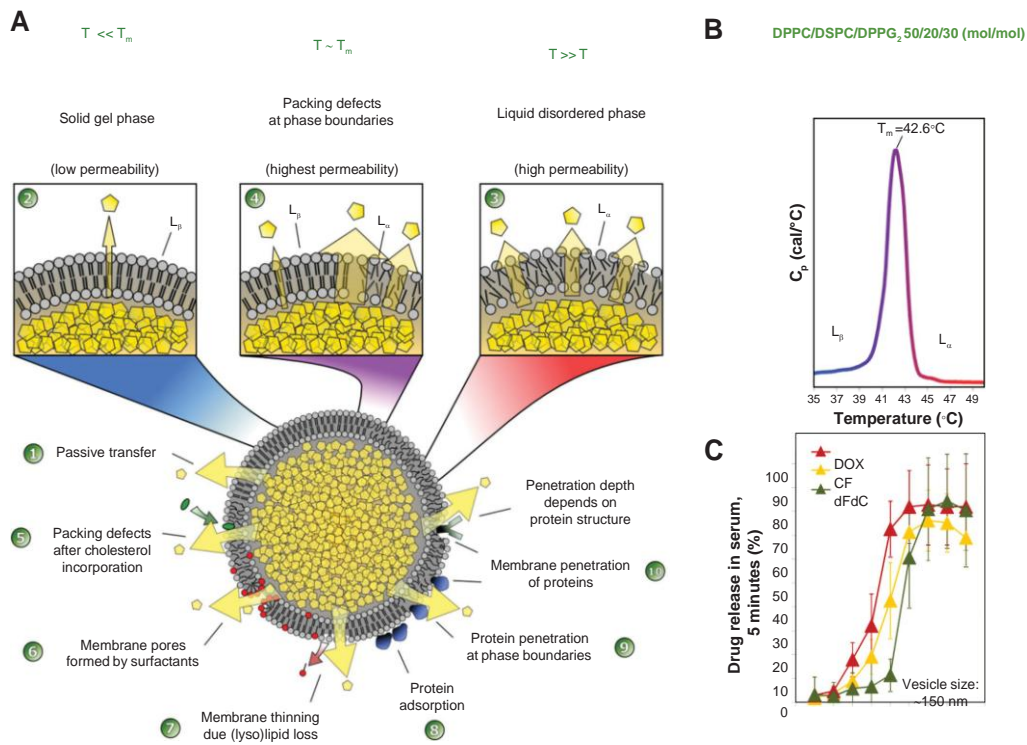 A
T << Tm
T ~ Tm
T >> T
Solid gel phase
(low permeability)
Packing defects
at phase boundaries
(highest permeability)
Liquid disordered phase
(high permeability)
2
Lβ
4
Lβ
Lα
3
Lα
1
Passive transfer
5
Packing defects
after cholesterol
incorporation
6
Membrane pores
formed by surfactants
7
Membrane thinning
due (lyso)lipid loss
Protein
adsorption
8
Protein penetration
at phase boundaries
9
Membrane penetration
of proteins
10
Penetration depth
depends on
protein structure
B
DPPC/DSPC/DPPG2 50/20/30 (mol/mol)
Tm =42.6°C
Cp (cal/°C)
Lβ
Lα
35 37 39 41 43 45 47 49
Temperature (°C)
C
DOX
CF
dFdC
Drug release in serum,
5 minutes (%)
100
90
80
70
60
50
40
30
20
10
0
Vesicle size:
~150 nm